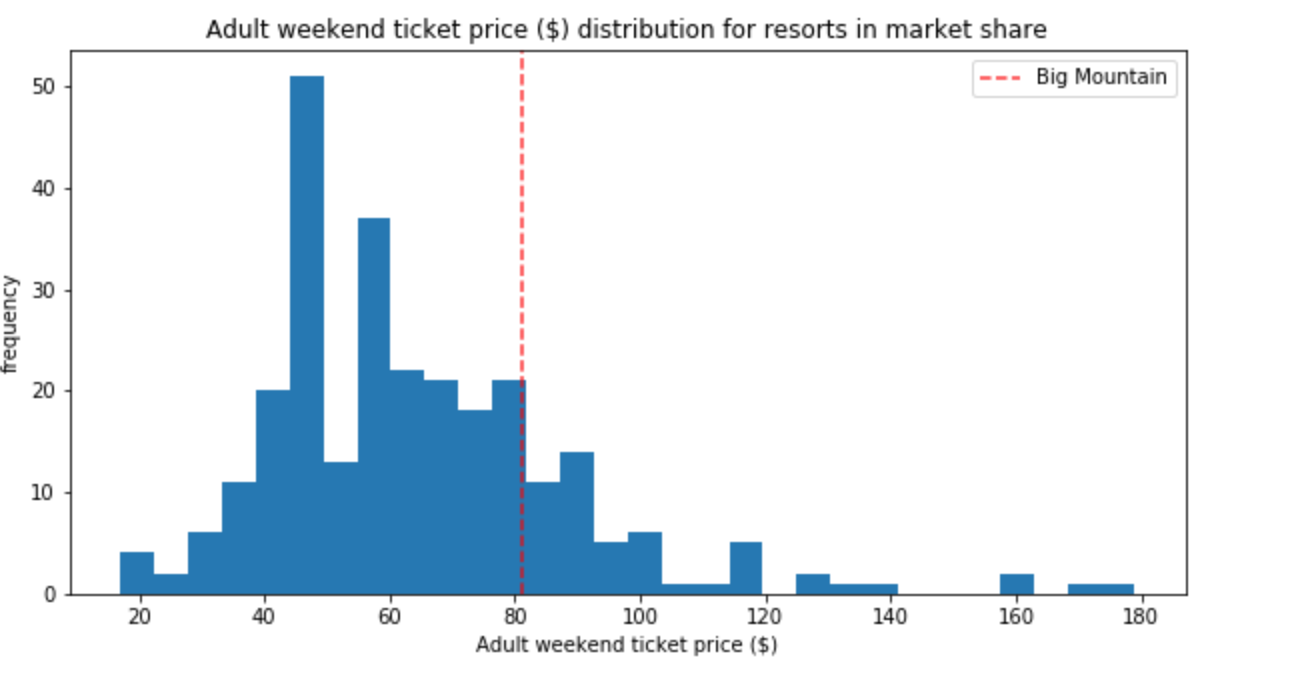 Adult weekend ticket price ($) distribution for resorts in market share
Big Mountain
50
40
30
20
10
0
frequency
20 40 60 80 100 120 140 160 180
Adult weekend ticket price ($)